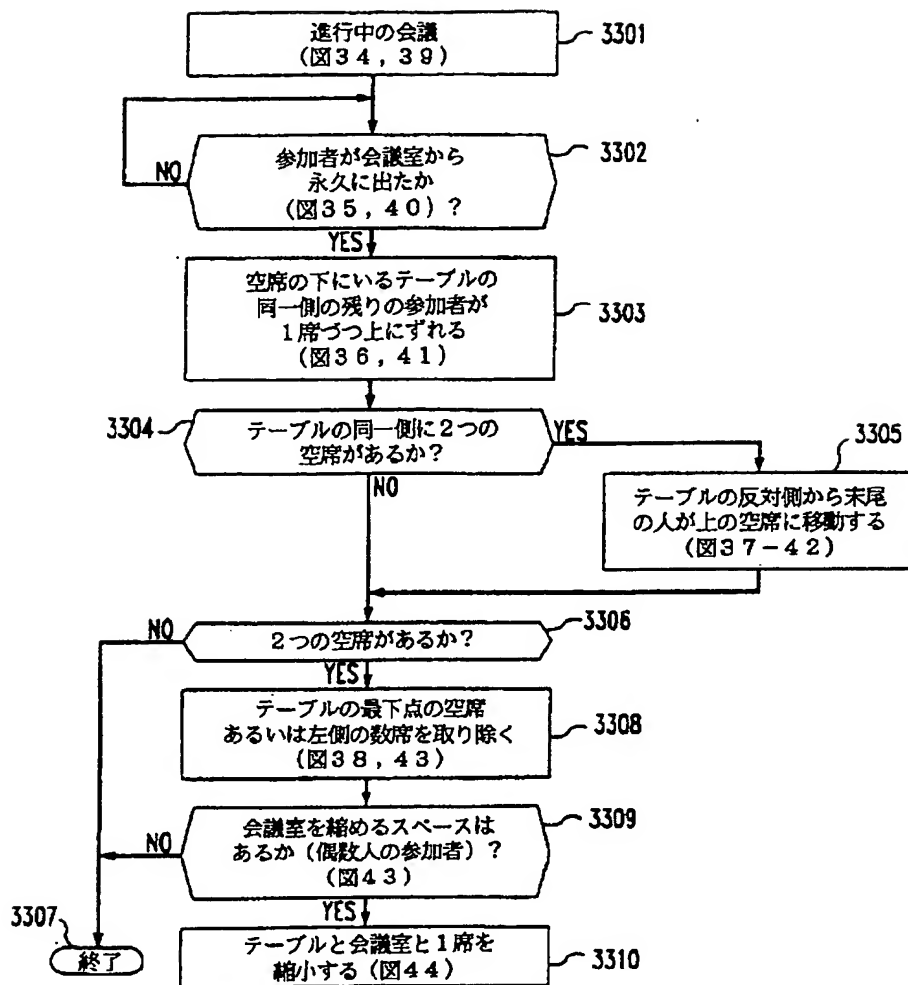 進行中の会議
(図34,39)
3301
参加者が会議室から
永久に出たか
(図35,40)?
3302
NO
YES
空席の下にいるテーブルの
同一側の残りの参加者が
1席づつ上にずれる
(図36,41)
3303
3304
テーブルの同一側に2つの
空席があるか?
YES
NO
3305
テーブルの反対側から末尾
の人が上の空席に移動する
(図37-42)
NO
2つの空席があるか?
3306
YES
テーブルの最下点の空席
あるいは左側の数席を取り除く
(図38,43)
3308
会議室を縮めるスペースは
あるか(偶数人の参加者)?
(図43)
3309
NO
YES
3307
終了
テーブルと会議室と1席を
縮小する(図44)
3310